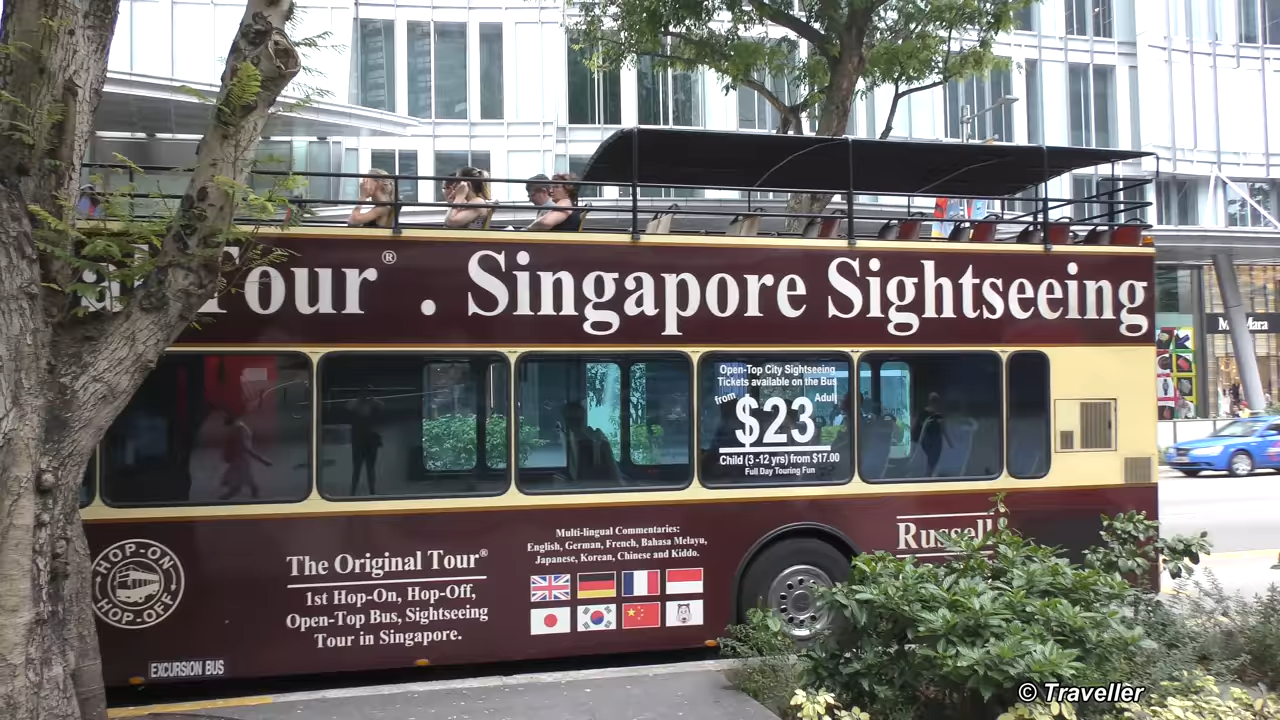 Tour® . Singapore Sightseeing
Open-Top City Sightseeing
Tickets available on the Bus
from $23 Adult
Child (3 -12 yrs) from $17.00
Full Day Touring Fun
Mara
HOP-ON
HOP-OFF
The Original Tour®
1st Hop-On, Hop-Off,
Open-Top Bus, Sightseeing
Tour in Singapore.
Multi-lingual Commentaries:
English, German, French, Bahasa Melayu,
Japanese, Korean, Chinese and Kiddo.
Russell's
EXCURSION BUS
© Traveller